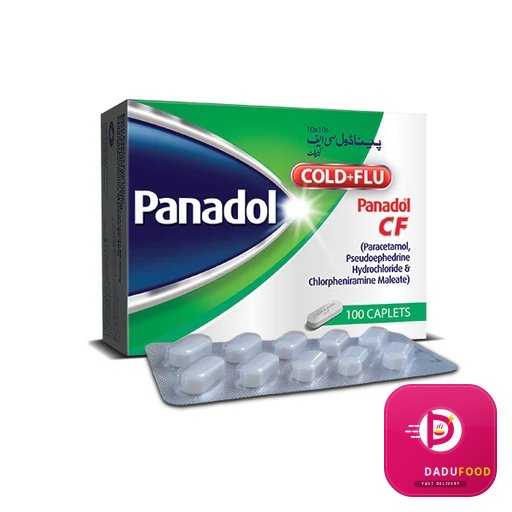 10x10s
پیناڈول سی ایف
کیپلٹ
COLD+FLU
Panadol
Panadol
CF
(Paracetamol,
Pseudoephedrine
Hydrochloride &
Chlorpheniramine Maleate)
100 CAPLETS
DADUFOOD
FAST DELIVERY